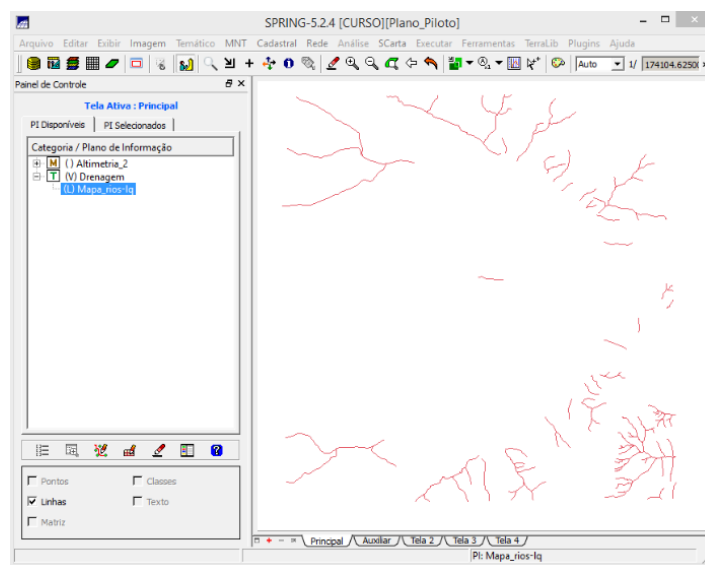 SPRING-5.2.4 [CURSO][Plano_Piloto]
Arquivo Editar Exibir Imagem Temático MNT Cadastral Rede Análise SCarta Executar Ferramentas TerraLib Plugins Ajuda
Auto 1/ 174104.62500
Painel de Controle
Tela Ativa : Principal
PI Disponíveis PI Selecionados
Categoria / Plano de Informação
M ( ) Altimetria_2
T (V) Drenagem
(L) Mapa_rios-lq
Pontos Classes
Linhas Texto
Matriz
Principal Auxiliar Tela 2 Tela 3 Tela 4
PI: Mapa_rios-lq